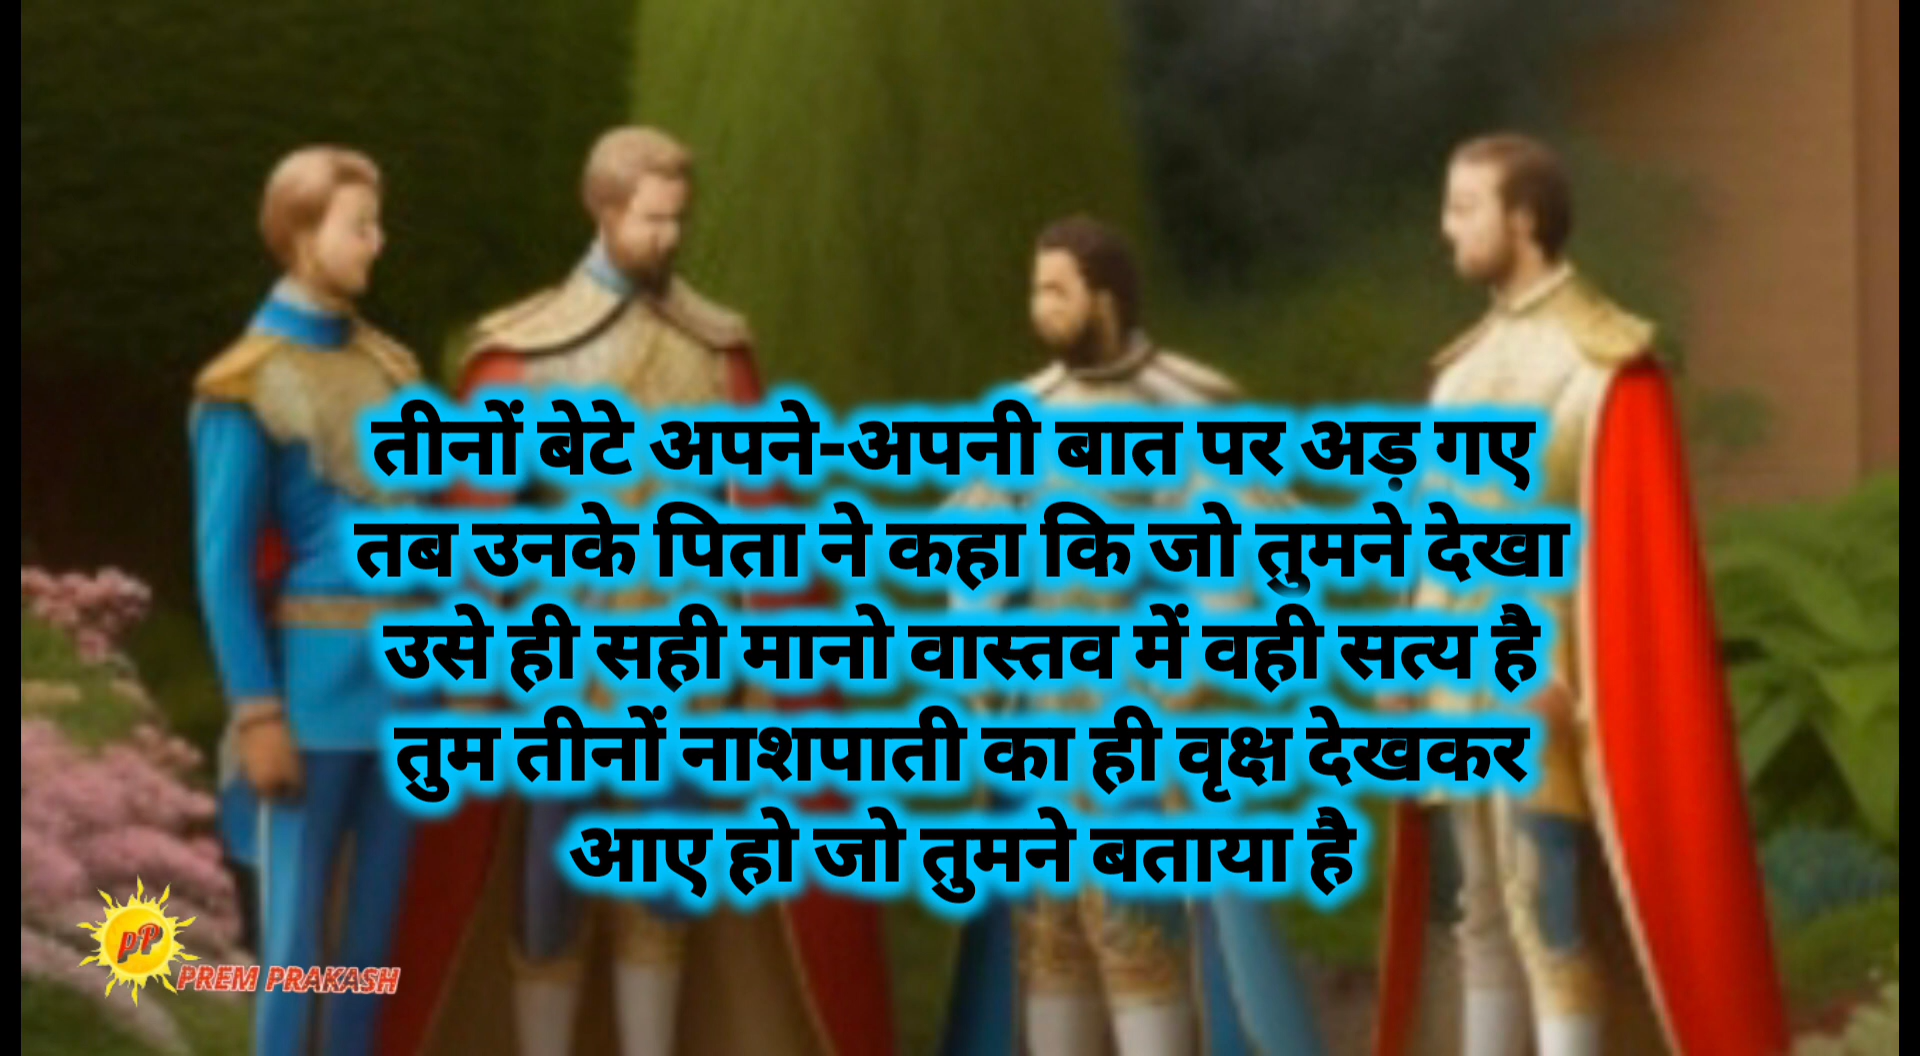 तीनों बेटे अपने-अपनी बात पर अड़ गए
तब उनके पिता ने कहा कि जो तुमने देखा
उसे ही सही मानो वास्तव में वही सत्य है
तुम तीनों नाशपाती का ही वृक्ष देखकर
आए हो जो तुमने बताया है
PP
PREM PRAKASH